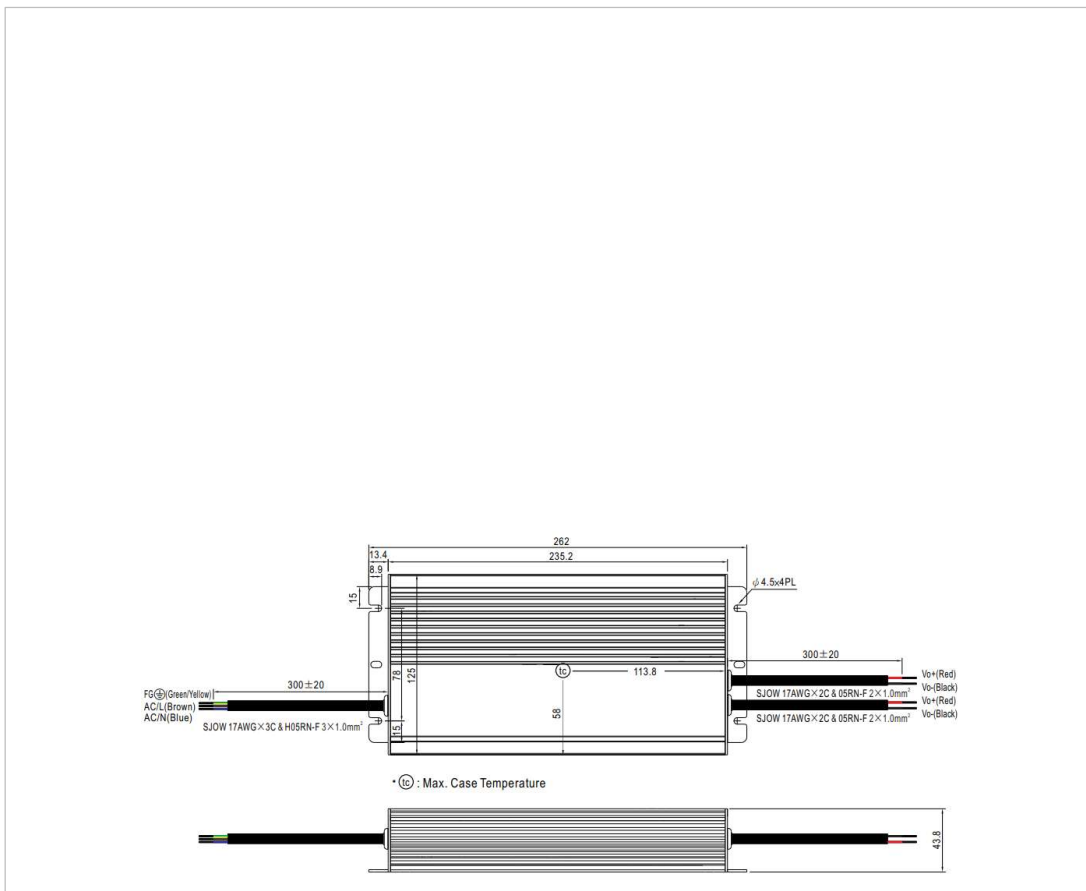 262
13.4
235.2
8.9
ψ 4.5x4PL
15
113.8
tc
78
125
300±20
300±20
Vo+(Red)
Vo-(Black)
SJOW 17AWG×2C & 05RN-F 2×1.0mm²
FG (Green/Yellow)
AC/L(Brown)
AC/N(Blue)
SJOW 17AWG×3C & H05RN-F 3×1.0mm²
58
15
Vo+(Red)
Vo-(Black)
SJOW 17AWG×2C & 05RN-F 2×1.0mm²
• tc : Max. Case Temperature
43.8